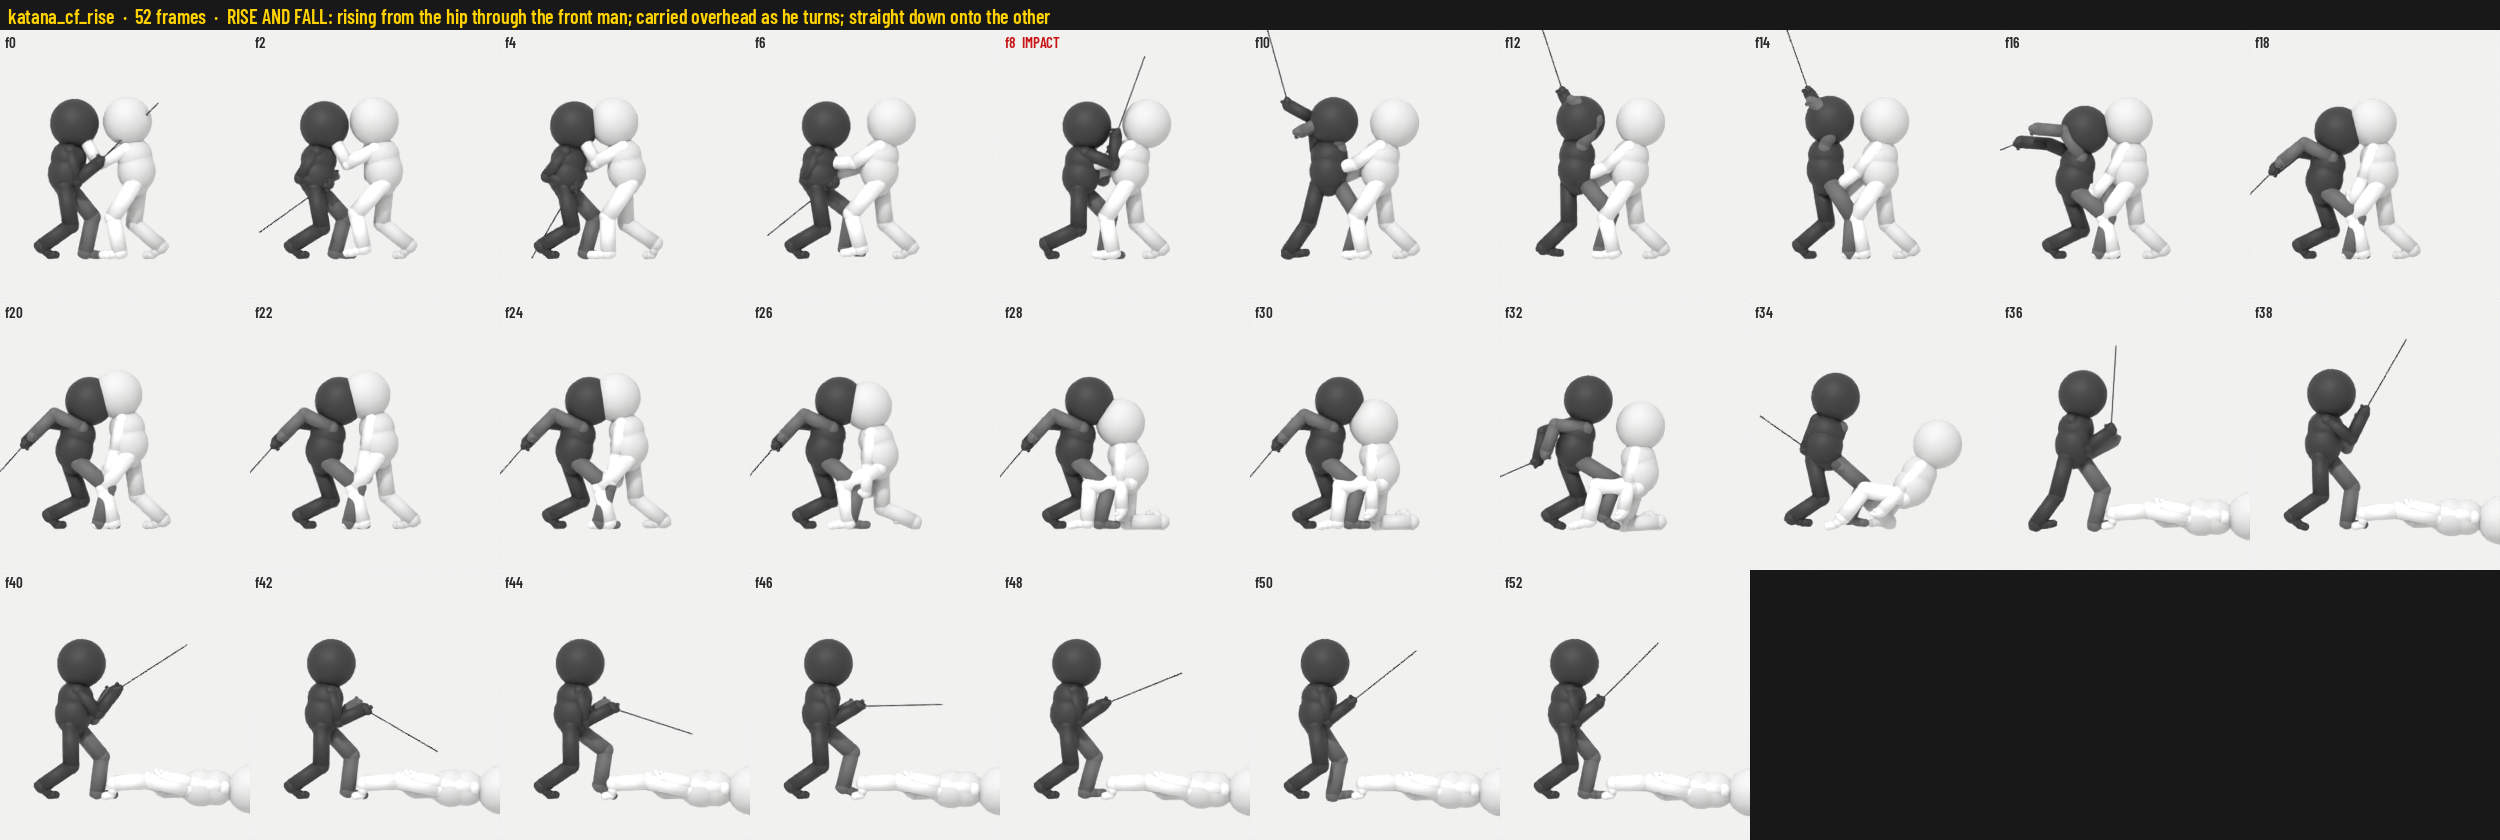 katana_cf_rise · 52 frames · RISE AND FALL: rising from the hip through the front man; carried overhead as he turns; straight down onto the other
f0 f2 f4 f6 f8 IMPACT f10 f12 f14 f16 f18
f20 f22 f24 f26 f28 f30 f32 f34 f36 f38
f40 f42 f44 f46 f48 f50 f52